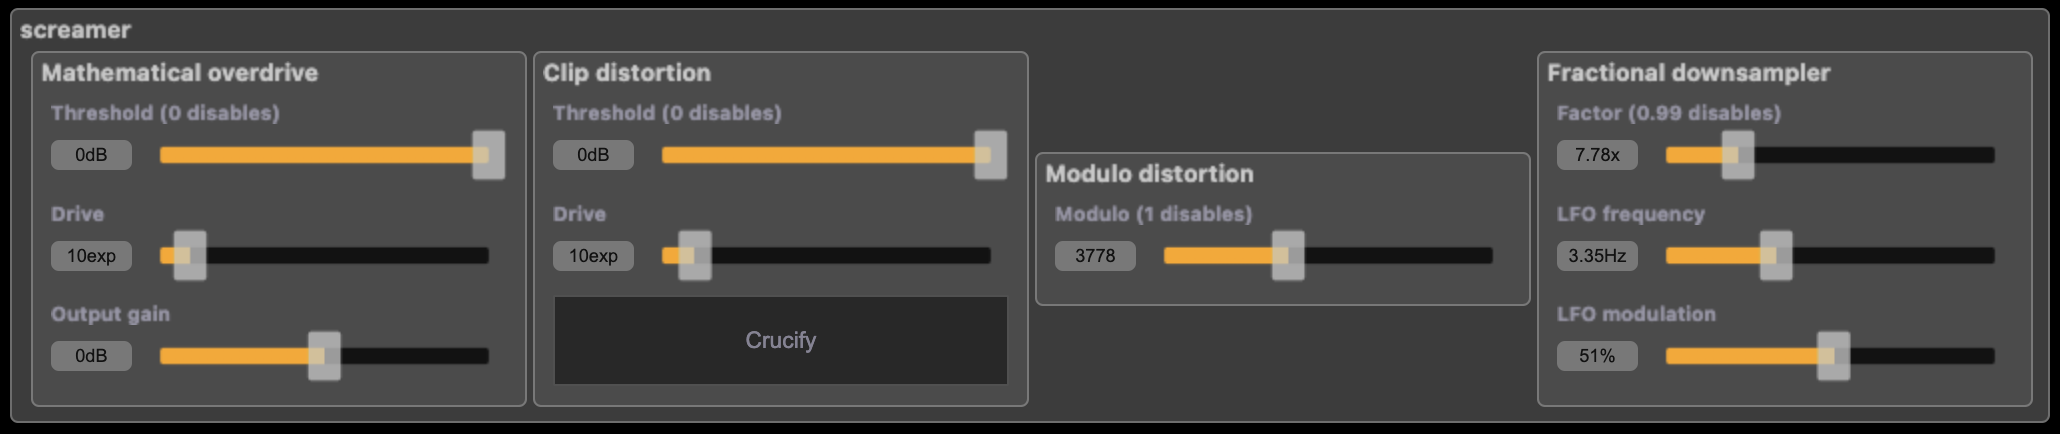 screamer
Mathematical overdrive
Threshold (0 disables)
0dB
Drive
10exp
Output gain
0dB
Clip distortion
Threshold (0 disables)
0dB
Drive
10exp
Crucify
Modulo distortion
Modulo (1 disables)
3778
Fractional downsampler
Factor (0.99 disables)
7.78x
LFO frequency
3.35Hz
LFO modulation
51%